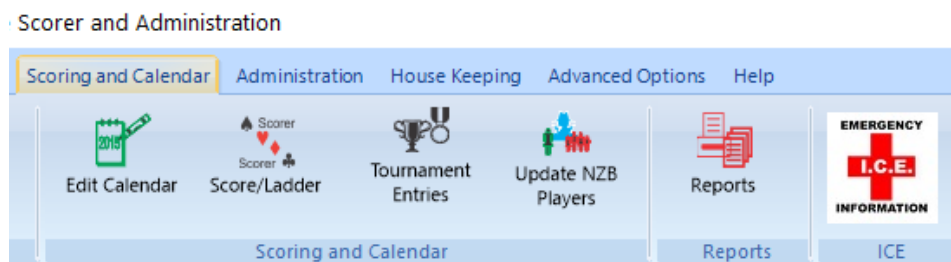 Scorer and Administration
Scoring and Calendar Administration House Keeping Advanced Options Help
2015
Edit Calendar
Scorer
Scorer
Score/Ladder
Tournament
Entries
Update NZB
Players
Reports
EMERGENCY
I.C.E.
INFORMATION
Scoring and Calendar
Reports
ICE